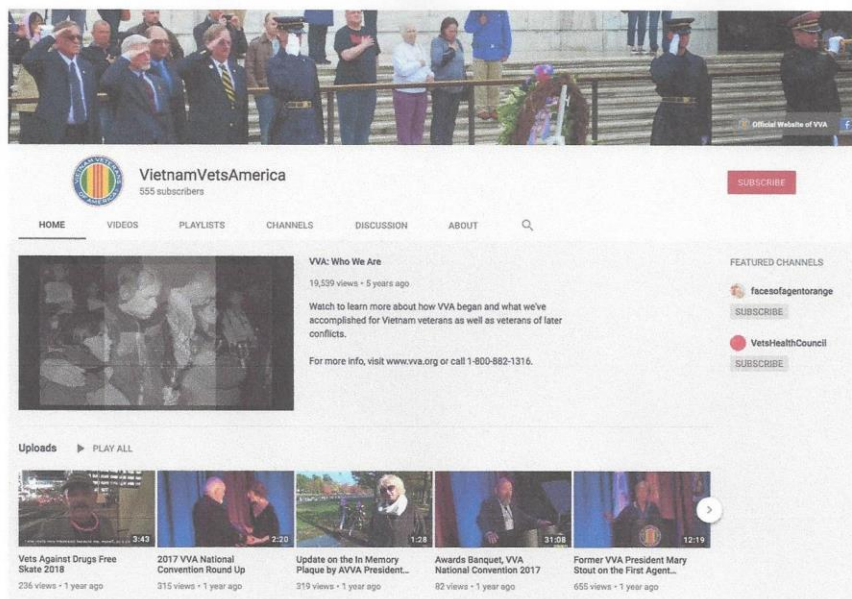 Official Website of VVA
VIETNAM VETERANS
OF AMERICA
VietnamVetsAmerica
555 subscribers
SUBSCRIBE
HOME VIDEOS PLAYLISTS CHANNELS DISCUSSION ABOUT
VVA: Who We Are
19,539 views • 5 years ago
Watch to learn more about how VVA began and what we've
accomplished for Vietnam veterans as well as veterans of later
conflicts.
For more info, visit www.vva.org or call 1-800-882-1316.
FEATURED CHANNELS
facesofagentorange
SUBSCRIBE
VetsHealthCouncil
SUBSCRIBE
Uploads PLAY ALL
3:43
Vets Against Drugs Free
Skate 2018
236 views • 1 year ago
2:20
2017 VVA National
Convention Round Up
315 views • 1 year ago
1:28
Update on the In Memory
Plaque by AVVA President...
319 views • 1 year ago
31:08
Awards Banquet, VVA
National Convention 2017
82 views • 1 year ago
12:19
Former VVA President Mary
Stout on the First Agent...
655 views • 1 year ago